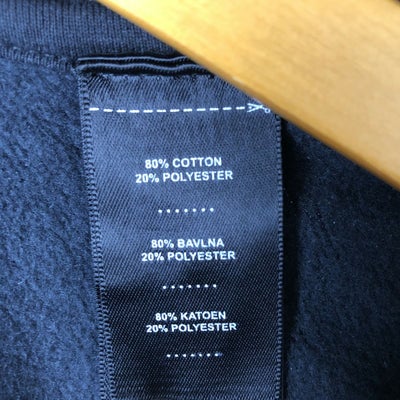 80% COTTON
20% POLYESTER
80% BAVLNA
20% POLYESTER
80% KATOEN
20% POLYESTER